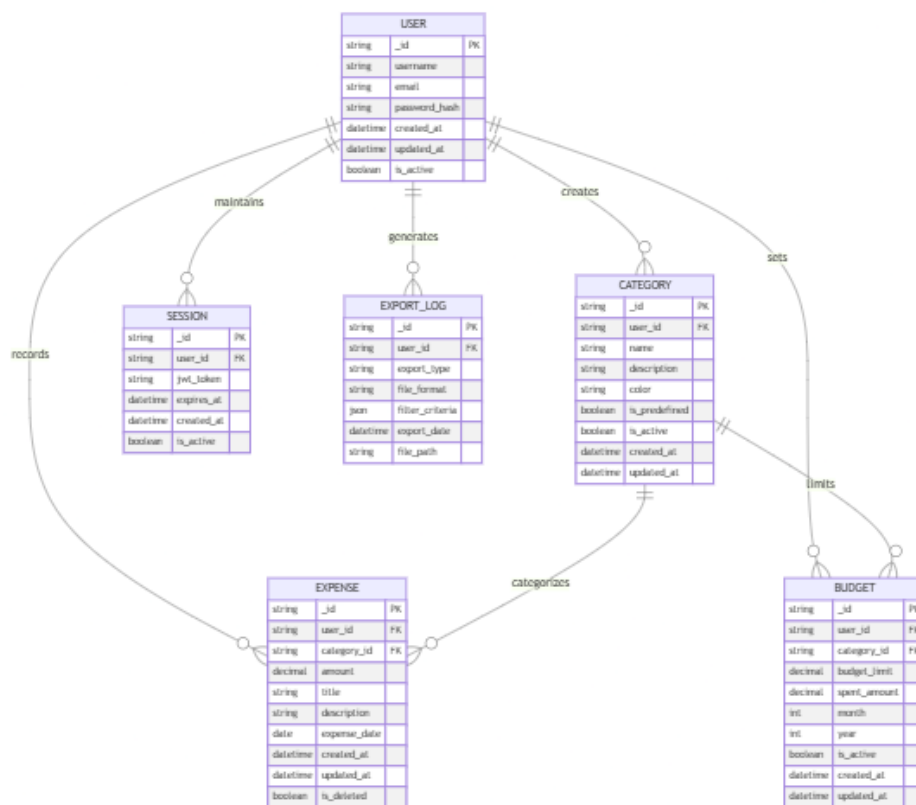 USER
string _id PK
string username
string email
string password_hash
datetime created_at
datetime updated_at
boolean is_active
maintains
generates
creates
sets
records
SESSION
string _id PK
string user_id FK
string jwt_token
datetime expires_at
datetime created_at
boolean is_active
EXPORT_LOG
string _id PK
string user_id FK
string export_type
string file_format
json filter_criteria
datetime export_date
string file_path
CATEGORY
string _id PK
string user_id FK
string name
string description
string color
boolean is_predefined
boolean is_active
datetime created_at
datetime updated_at
limits
categorizes
EXPENSE
string _id PK
string user_id FK
string category_id FK
decimal amount
string title
string description
date expense_date
datetime created_at
datetime updated_at
boolean is_deleted
BUDGET
string _id
string user_id
string category_id
decimal budget_limit
decimal spent_amount
int month
int year
boolean is_active
datetime created_at
datetime updated_at